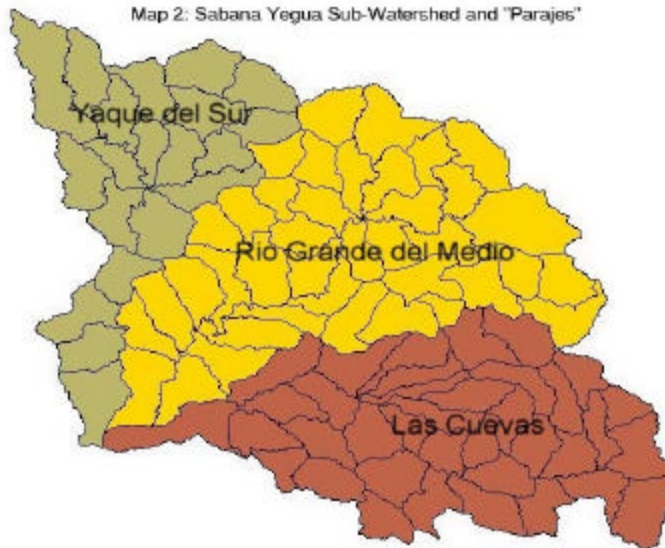 Map 2: Sabana Yegua Sub-Watershed and "Parajes"
Yaque del Sur
Rio Grande del Medio
Las Cuevas